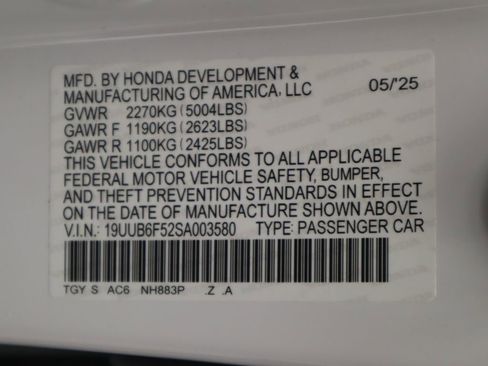 MFD. BY HONDA DEVELOPMENT &
MANUFACTURING OF AMERICA, LLC 05/'25
GVWR 2270KG (5004LBS)
GAWR F 1190KG (2623LBS)
GAWR R 1100KG (2425LBS)
THIS VEHICLE CONFORMS TO ALL APPLICABLE
FEDERAL MOTOR VEHICLE SAFETY, BUMPER,
AND THEFT PREVENTION STANDARDS IN EFFECT
ON THE DATE OF MANUFACTURE SHOWN ABOVE.
V.I.N.: 19UUB6F52SA003580 TYPE: PASSENGER CAR
TGY S AC6 NH883P .Z .A